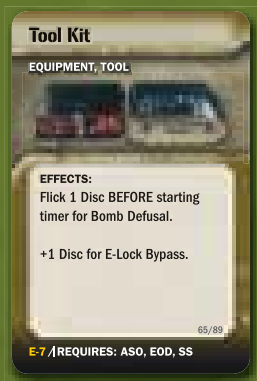 Tool Kit
EQUIPMENT, TOOL
EFFECTS:
Flick 1 Disc BEFORE starting
timer for Bomb Defusal.
+1 Disc for E-Lock Bypass.
65/89
E-7 / REQUIRES: ASO, EOD, SS